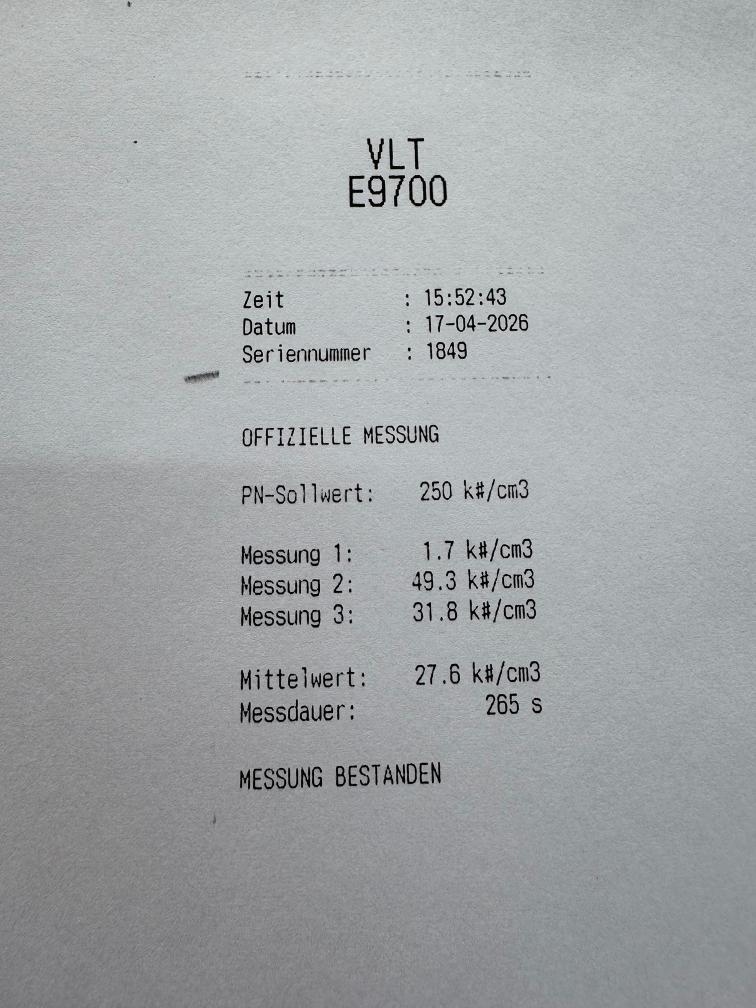 VLT
E9700
Zeit : 15:52:43
Datum : 17-04-2026
Seriennummer : 1849
OFFIZIELLE MESSUNG
PN-Sollwert: 250 k#/cm3
Messung 1: 1.7 k#/cm3
Messung 2: 49.3 k#/cm3
Messung 3: 31.8 k#/cm3
Mittelwert: 27.6 k#/cm3
Messdauer: 265 s
MESSUNG BESTANDEN